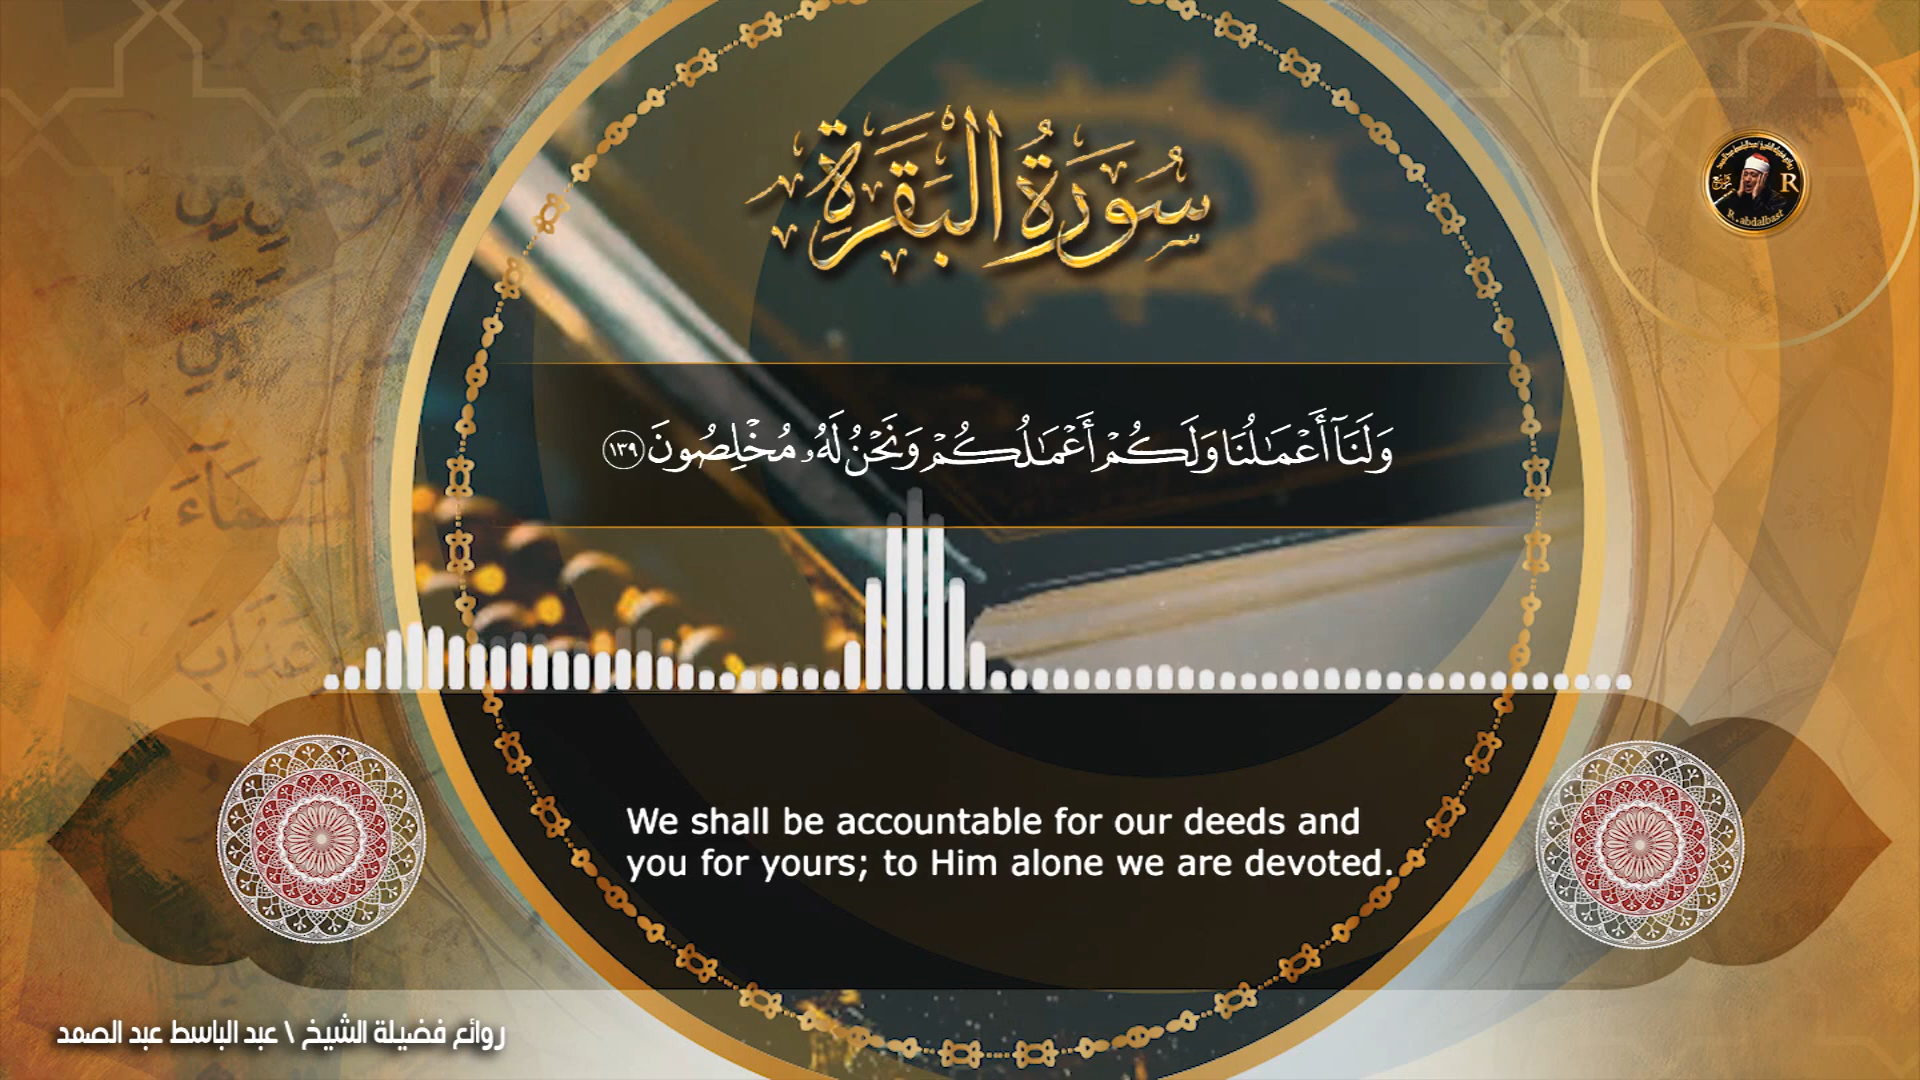 سُورَةُ البَقَرَة
وَلَنَآ أَعْمَـٰلُنَا وَلَكُمْ أَعْمَـٰلُكُمْ وَنَحْنُ لَهُۥ مُخْلِصُونَ ١٣٩
We shall be accountable for our deeds and
you for yours; to Him alone we are devoted.
روائع فضيلة الشيخ \ عبد الباسط عبد الصمد
R
R.abdalbast